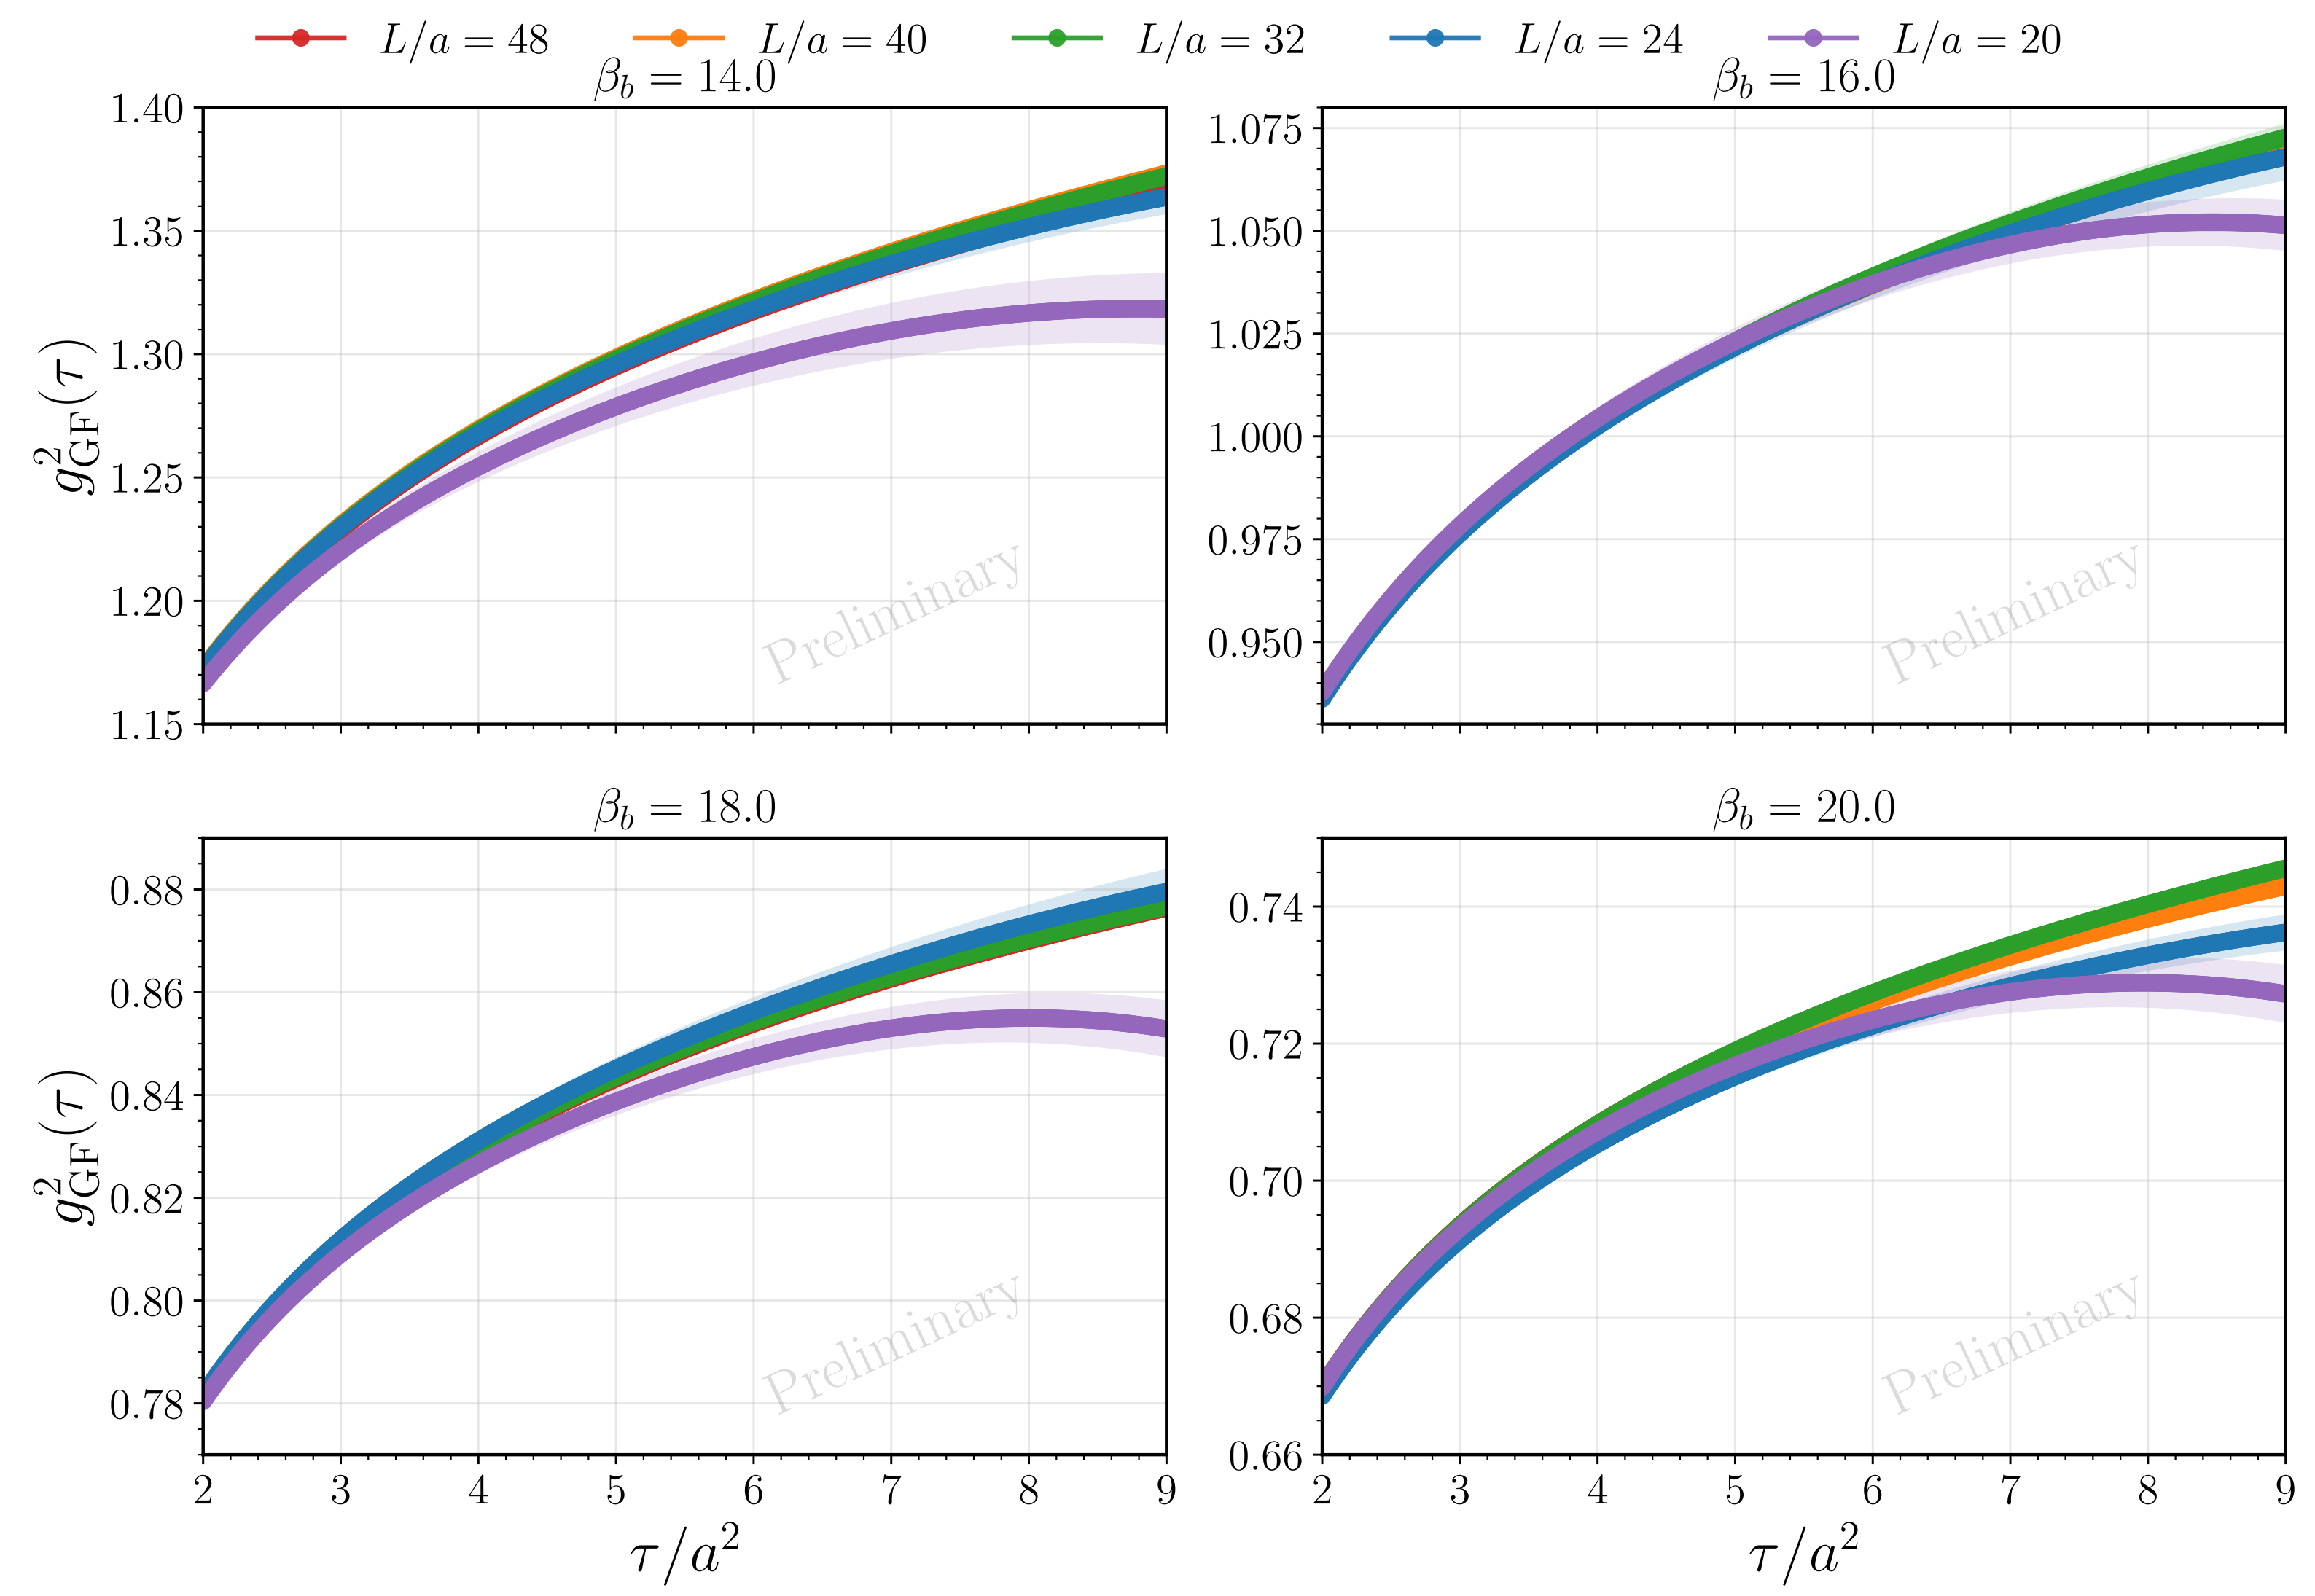 L/a = 48 L/a = 40 L/a = 32 L/a = 24 L/a = 20
β_b = 14.0
1.40
1.35
1.30
1.25
1.20
1.15
g²_GF(τ)
Preliminary
β_b = 16.0
1.075
1.050
1.025
1.000
0.975
0.950
Preliminary
β_b = 18.0
0.88
0.86
0.84
0.82
0.80
0.78
g²_GF(τ)
Preliminary
2 3 4 5 6 7 8 9
τ/a²
β_b = 20.0
0.74
0.72
0.70
0.68
0.66
Preliminary
2 3 4 5 6 7 8 9
τ/a²